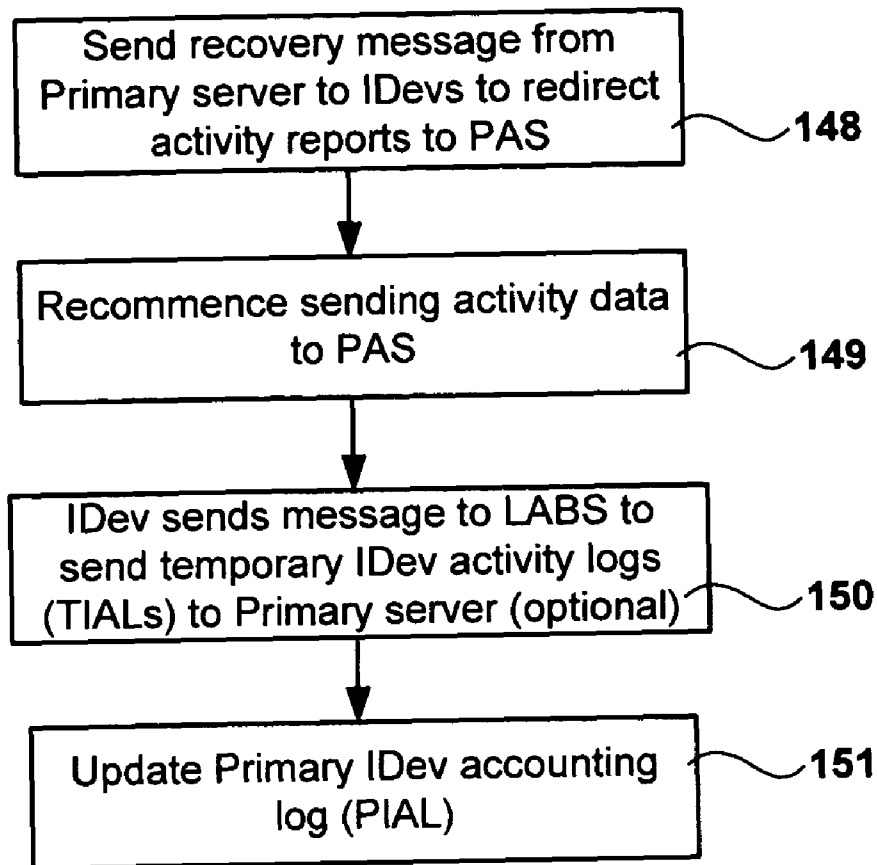 Send recovery message from
Primary server to IDevs to redirect
activity reports to PAS
148
Recommence sending activity data
to PAS
149
IDev sends message to LABS to
send temporary IDev activity logs
(TIALs) to Primary server (optional)
150
Update Primary IDev accounting
log (PIAL)
151